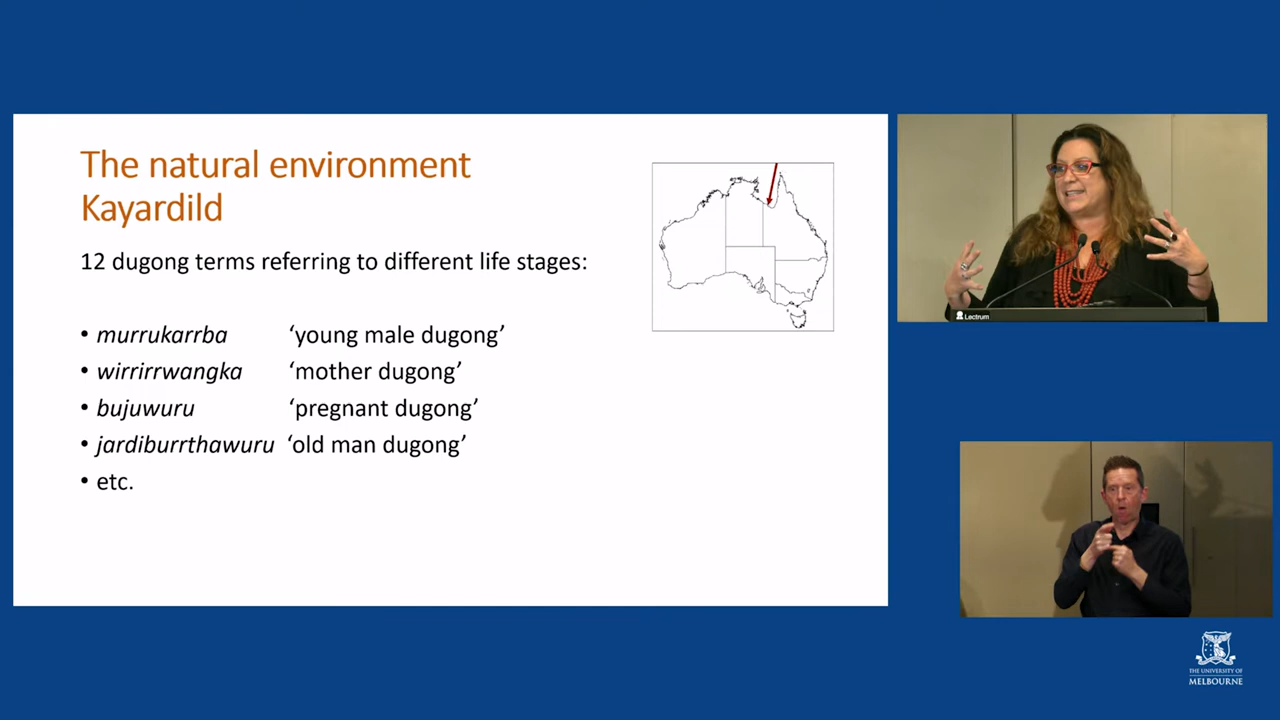 The natural environment
Kayardild
12 dugong terms referring to different life stages:
• murrukarrba ‘young male dugong’
• wirrirrwangka ‘mother dugong’
• bujuwuru ‘pregnant dugong’
• jardiburrthawuru ‘old man dugong’
• etc.
Lectrum
THE UNIVERSITY OF
MELBOURNE